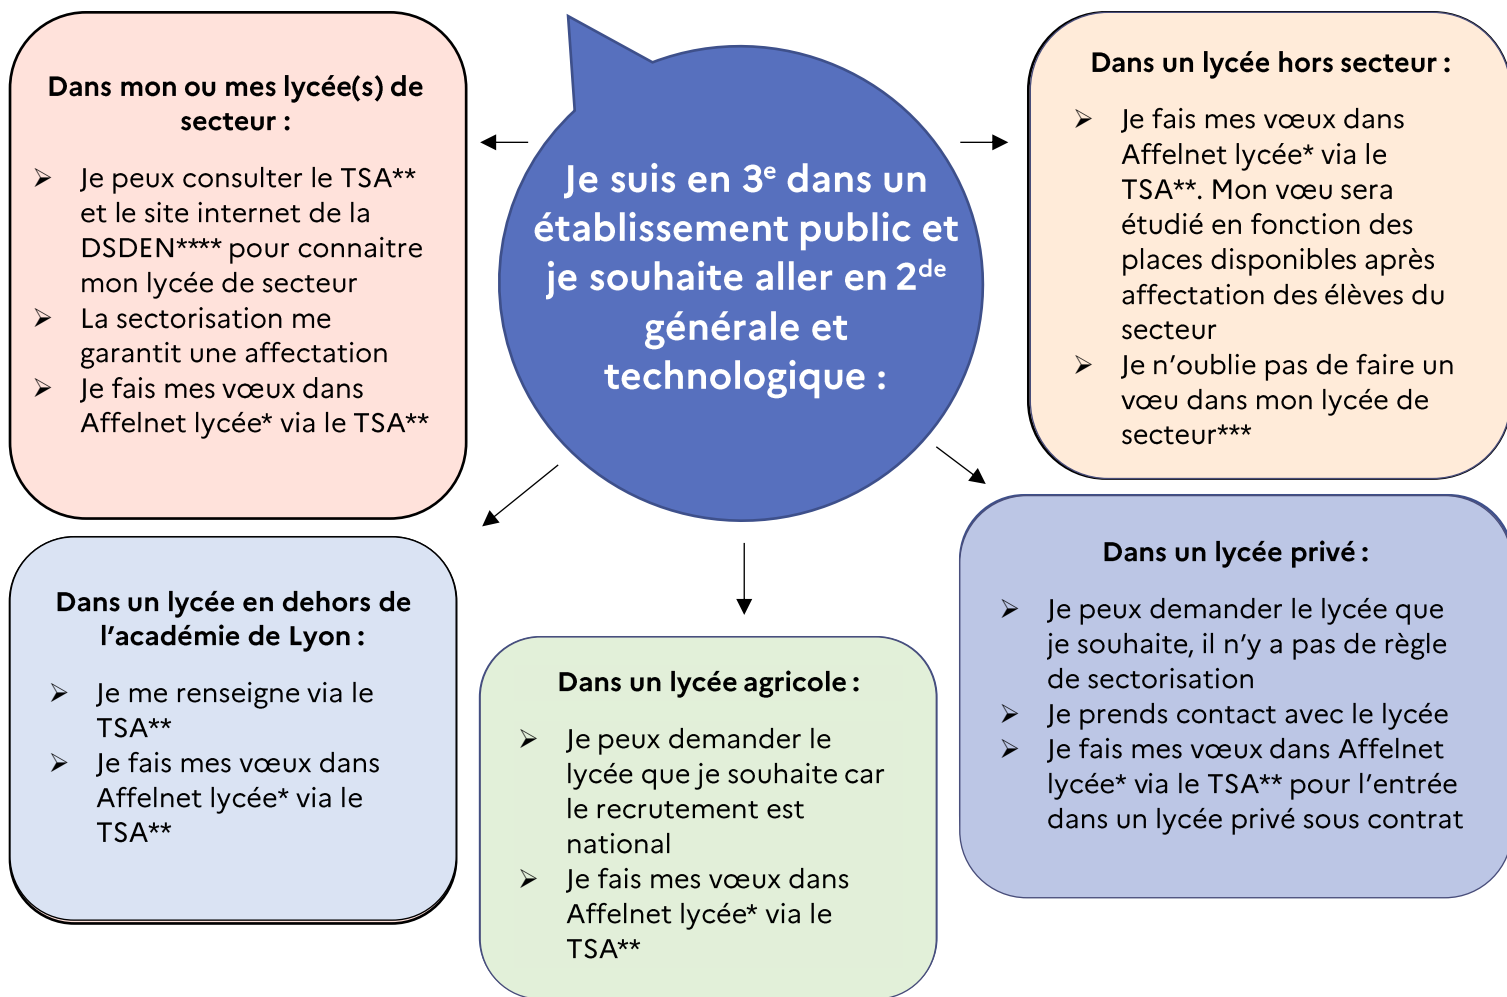 Je suis en 3e dans un
établissement public et
je souhaite aller en 2de
générale et
technologique :
Dans mon ou mes lycée(s) de
secteur :
➢ Je peux consulter le TSA**
et le site internet de la
DSDEN**** pour connaitre
mon lycée de secteur
➢ La sectorisation me
garantit une affectation
➢ Je fais mes vœux dans
Affelnet lycée* via le TSA**
Dans un lycée hors secteur :
➢ Je fais mes vœux dans
Affelnet lycée* via le
TSA**. Mon vœu sera
étudié en fonction des
places disponibles après
affectation des élèves du
secteur
➢ Je n’oublie pas de faire un
vœu dans mon lycée de
secteur***
Dans un lycée en dehors de
l’académie de Lyon :
➢ Je me renseigne via le
TSA**
➢ Je fais mes vœux dans
Affelnet lycée* via le
TSA**
Dans un lycée agricole :
➢ Je peux demander le
lycée que je souhaite car
le recrutement est
national
➢ Je fais mes vœux dans
Affelnet lycée* via le
TSA**
Dans un lycée privé :
➢ Je peux demander le lycée que
je souhaite, il n’y a pas de règle
de sectorisation
➢ Je prends contact avec le lycée
➢ Je fais mes vœux dans Affelnet
lycée* via le TSA** pour l’entrée
dans un lycée privé sous contrat